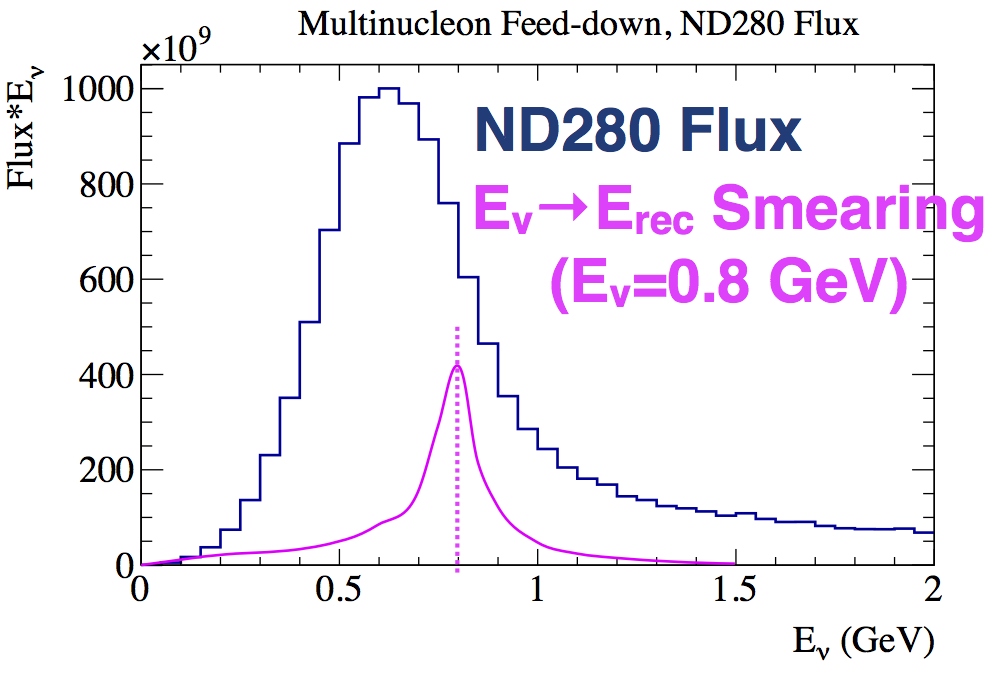 Multinucleon Feed-down, ND280 Flux
×10⁹
Flux*Eν
1000
800
600
400
200
0
ND280 Flux
Eν→Erec Smearing
(Eν=0.8 GeV)
0 0.5 1 1.5 2
Eν (GeV)